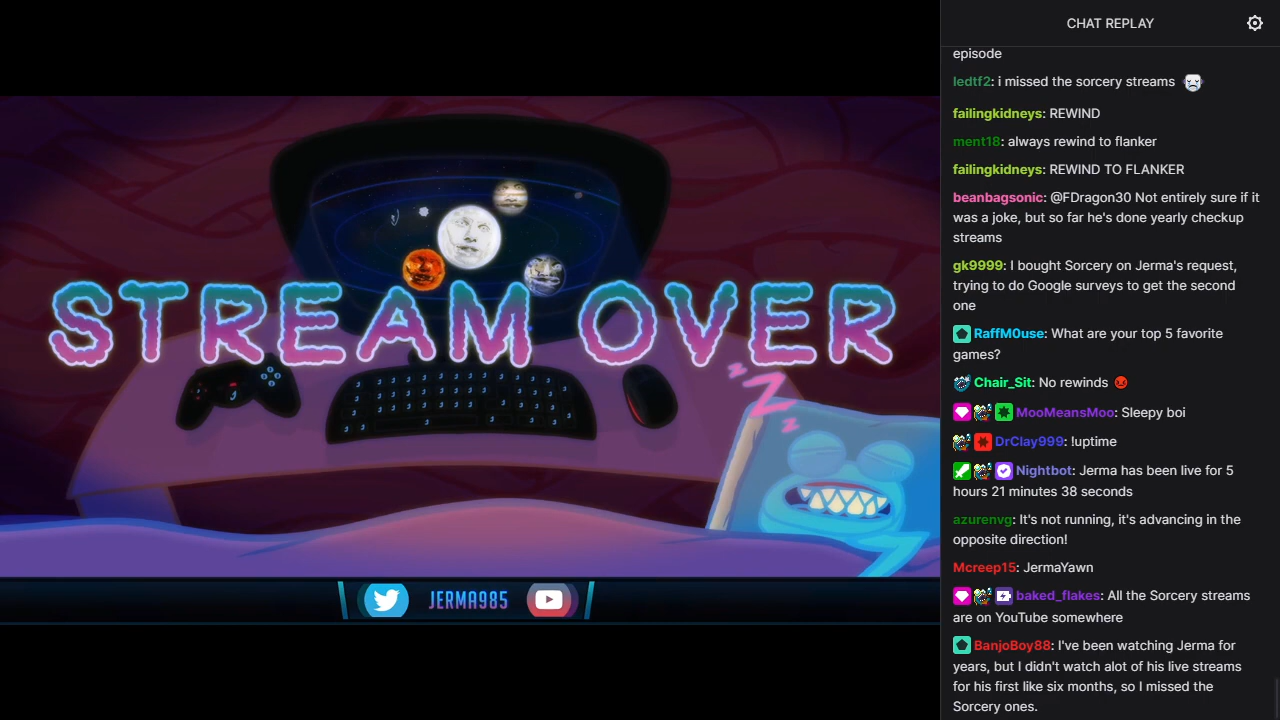 STREAM OVER
z
Z
z
JERMA985
CHAT REPLAY
episode
ledtf2: i missed the sorcery streams
failingkidneys: REWIND
ment18: always rewind to flanker
failingkidneys: REWIND TO FLANKER
beanbagsonic: @FDragon30 Not entirely sure if it
was a joke, but so far he's done yearly checkup
streams
gk9999: I bought Sorcery on Jerma's request,
trying to do Google surveys to get the second
one
RaffM0use: What are your top 5 favorite
games?
Chair_Sit: No rewinds
MooMeansMoo: Sleepy boi
DrClay999: !uptime
Nightbot: Jerma has been live for 5
hours 21 minutes 38 seconds
azurenvg: It's not running, it's advancing in the
opposite direction!
Mcreep15: JermaYawn
baked_flakes: All the Sorcery streams
are on YouTube somewhere
BanjoBoy88: I've been watching Jerma for
years, but I didn't watch alot of his live streams
for his first like six months, so I missed the
Sorcery ones.